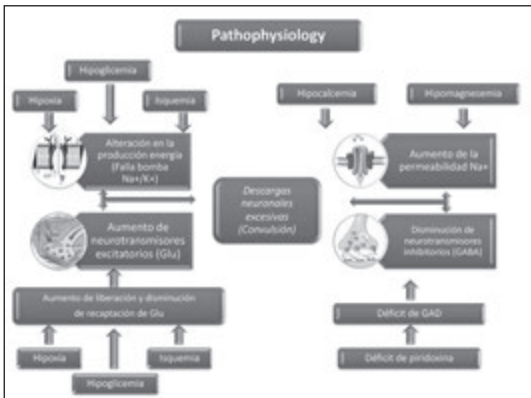 Pathophysiology
Hipoglicemia
Hipoxia
Isquemia
Alteración en la
producción energía
(Falla bomba
Na+/K+)
Aumento de
neurotransmisores
excitatorios (Glu)
Aumento de liberación y disminución
de recaptación de Glu
Hipoxia
Isquemia
Hipoglicemia
Descargas
neuronales
excesivas
(Convulsión)
Hipocalcemia
Hipomagnesemia
Aumento de la
permeabilidad Na+
Disminución de
neurotransmisores
inhibitorios (GABA)
Déficit de GAD
Déficit de piridoxina